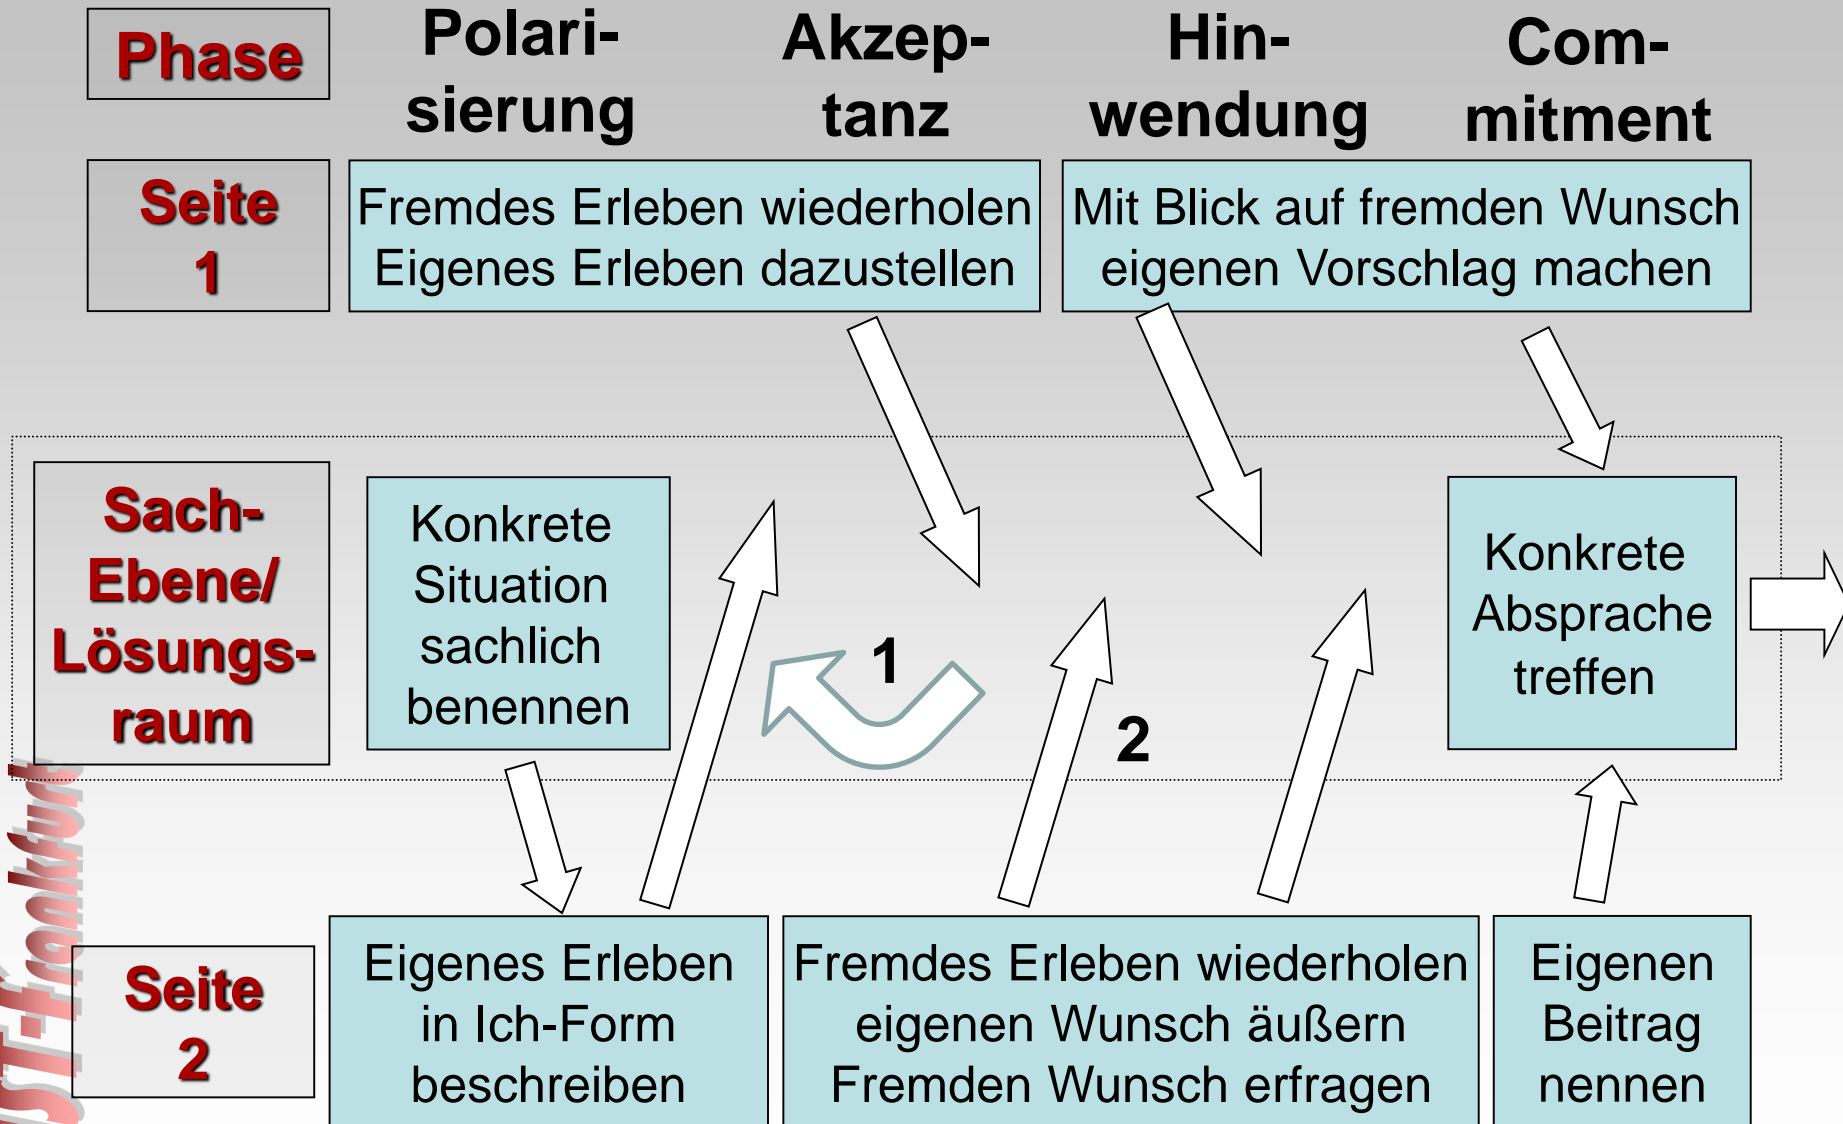 Phase
Polari-
sierung
Akzep-
tanz
Hin-
wendung
Com-
mitment
Seite
1
Fremdes Erleben wiederholen
Eigenes Erleben dazustellen
Mit Blick auf fremden Wunsch
eigenen Vorschlag machen
Sach-
Ebene/
Lösungs-
raum
Konkrete
Situation
sachlich
benennen
1
2
Konkrete
Absprache
treffen
Seite
2
Eigenes Erleben
in Ich-Form
beschreiben
Fremdes Erleben wiederholen
eigenen Wunsch äußern
Fremden Wunsch erfragen
Eigenen
Beitrag
nennen
ST-Frankfurt